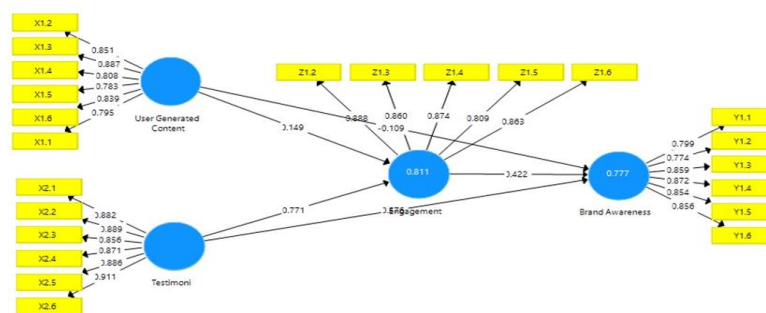 X1.2
X1.3
X1.4
X1.5
X1.6
X1.1
0.851
0.887
0.808
0.783
0.839
0.795
User Generated
Content
Z1.2
Z1.3
Z1.4
Z1.5
Z1.6
0.888
0.860
0.874
0.809
0.863
0.149
-0.109
0.811
Engagement
0.422
0.771
X2.1
X2.2
X2.3
X2.4
X2.5
X2.6
0.882
0.889
0.856
0.871
0.886
0.911
Testimoni
0.777
Brand Awareness
0.799
0.774
0.859
0.872
0.854
0.856
Y1.1
Y1.2
Y1.3
Y1.4
Y1.5
Y1.6